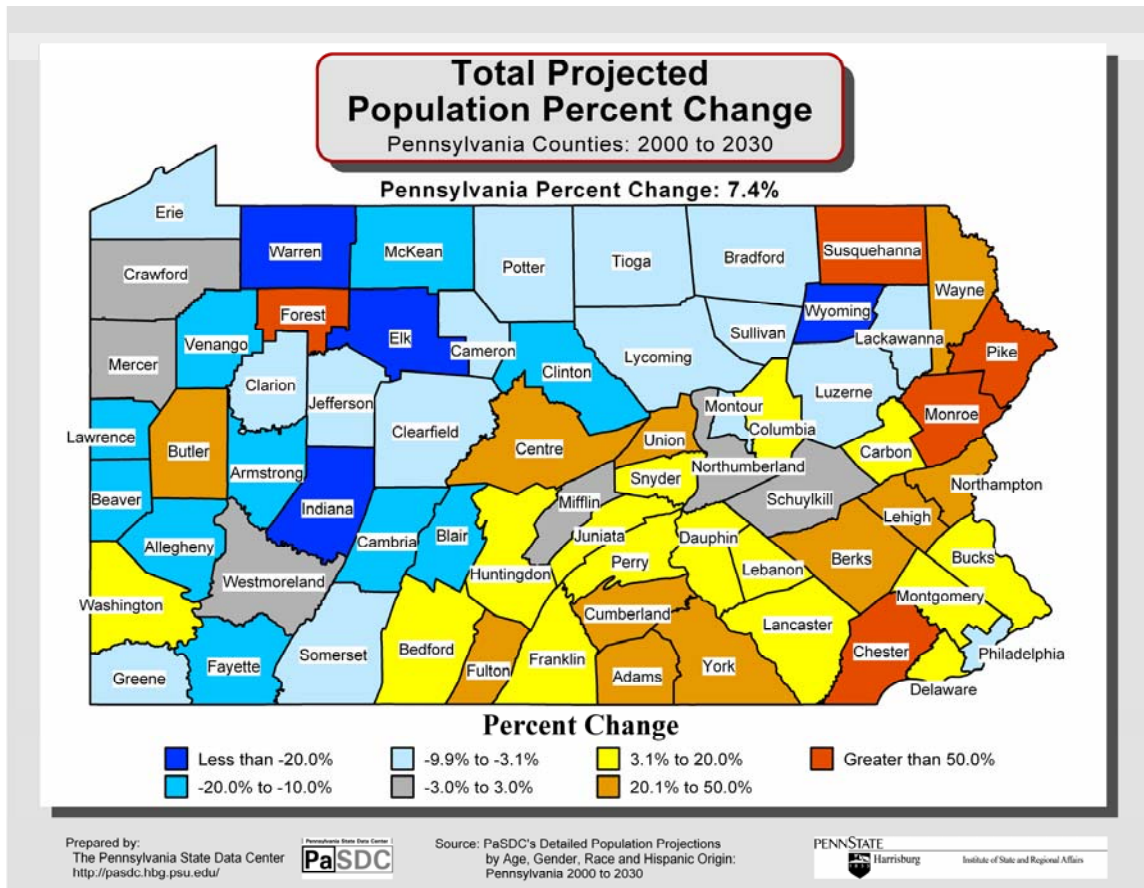 Total Projected
Population Percent Change
Pennsylvania Counties: 2000 to 2030
Pennsylvania Percent Change: 7.4%
Erie
Warren
McKean
Potter
Tioga
Bradford
Susquehanna
Wayne
Crawford
Forest
Elk
Cameron
Wyoming
Sullivan
Lackawanna
Pike
Mercer
Venango
Clarion
Jefferson
Clinton
Lycoming
Luzerne
Monroe
Lawrence
Butler
Armstrong
Clearfield
Centre
Union
Montour
Columbia
Carbon
Northampton
Beaver
Indiana
Snyder
Northumberland
Schuylkill
Lehigh
Allegheny
Cambria
Blair
Mifflin
Juniata
Dauphin
Lebanon
Berks
Bucks
Westmoreland
Huntingdon
Perry
Montgomery
Washington
Cumberland
Lancaster
Greene
Fayette
Somerset
Bedford
Fulton
Franklin
Adams
York
Chester
Delaware
Philadelphia
Percent Change
Less than -20.0%
-9.9% to -3.1%
3.1% to 20.0%
Greater than 50.0%
-20.0% to -10.0%
-3.0% to 3.0%
20.1% to 50.0%
Prepared by:
The Pennsylvania State Data Center
http://pasdc.hbg.psu.edu/
Pennsylvania State Data Center
PaSDC
Source: PaSDC's Detailed Population Projections
by Age, Gender, Race and Hispanic Origin:
Pennsylvania 2000 to 2030
PENNSTATE
Harrisburg
Institute of State and Regional Affairs